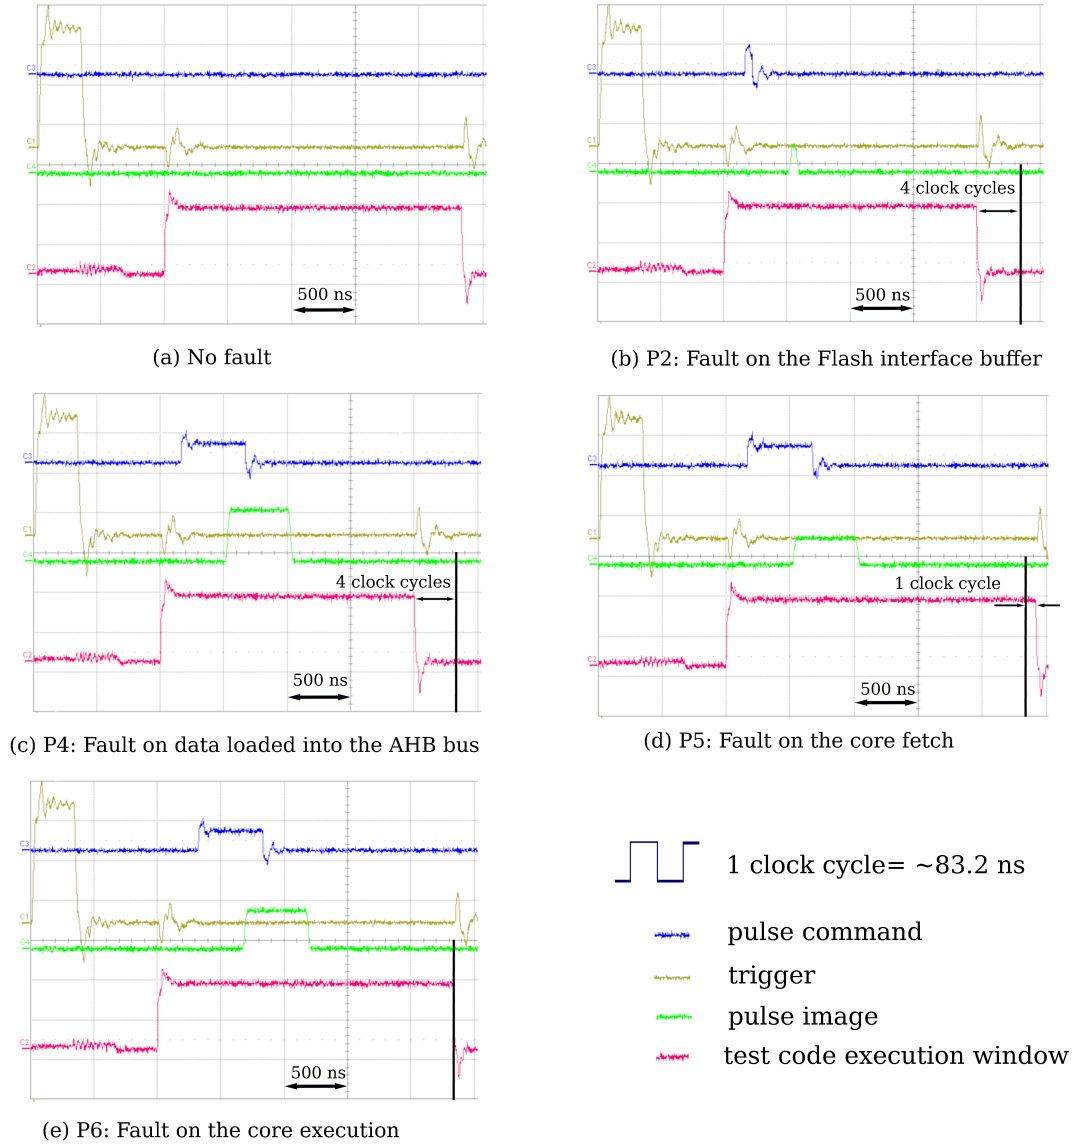 C3
C1
C4
C2
500 ns
(a) No fault
C3
C1
C4
4 clock cycles
C2
500 ns
(b) P2: Fault on the Flash interface buffer
C3
C1
C4
4 clock cycles
C2
500 ns
(c) P4: Fault on data loaded into the AHB bus
C3
C1
C4
1 clock cycle
C2
500 ns
(d) P5: Fault on the core fetch
C3
C1
C4
C2
500 ns
(e) P6: Fault on the core execution
1 clock cycle= ~83.2 ns
pulse command
trigger
pulse image
test code execution window